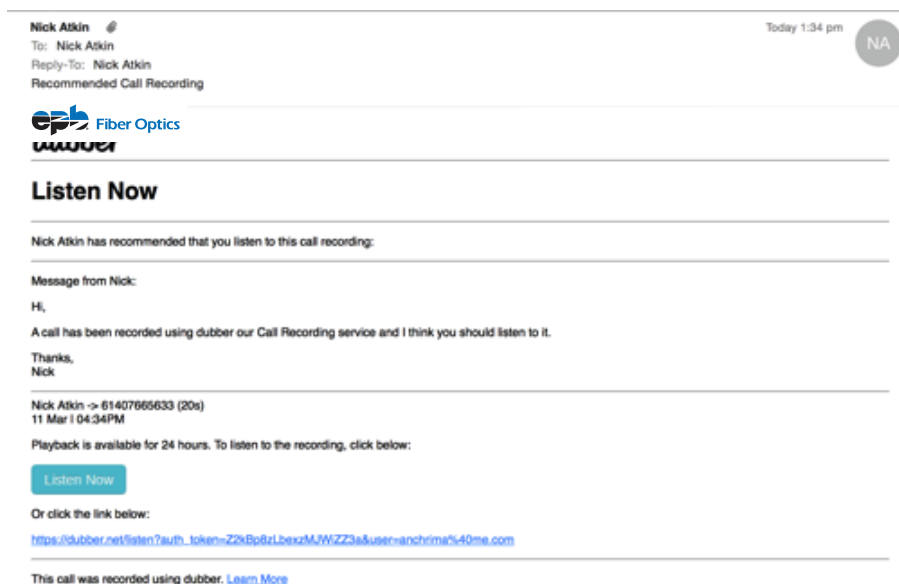 Nick Atkin
Today 1:34 pm
NA
To: Nick Atkin
Reply-To: Nick Atkin
Recommended Call Recording
epb Fiber Optics
dubber
Listen Now
Nick Atkin has recommended that you listen to this call recording:
Message from Nick:
Hi,
A call has been recorded using dubber our Call Recording service and I think you should listen to it.
Thanks,
Nick
Nick Atkin -> 61407665633 (20s)
11 Mar | 04:34PM
Playback is available for 24 hours. To listen to the recording, click below:
Listen Now
Or click the link below:
https://dubber.net/listen?auth_token=Z2kBp8zLbexzMJWiZZ3a&user=anchrima%40me.com
This call was recorded using dubber. Learn More